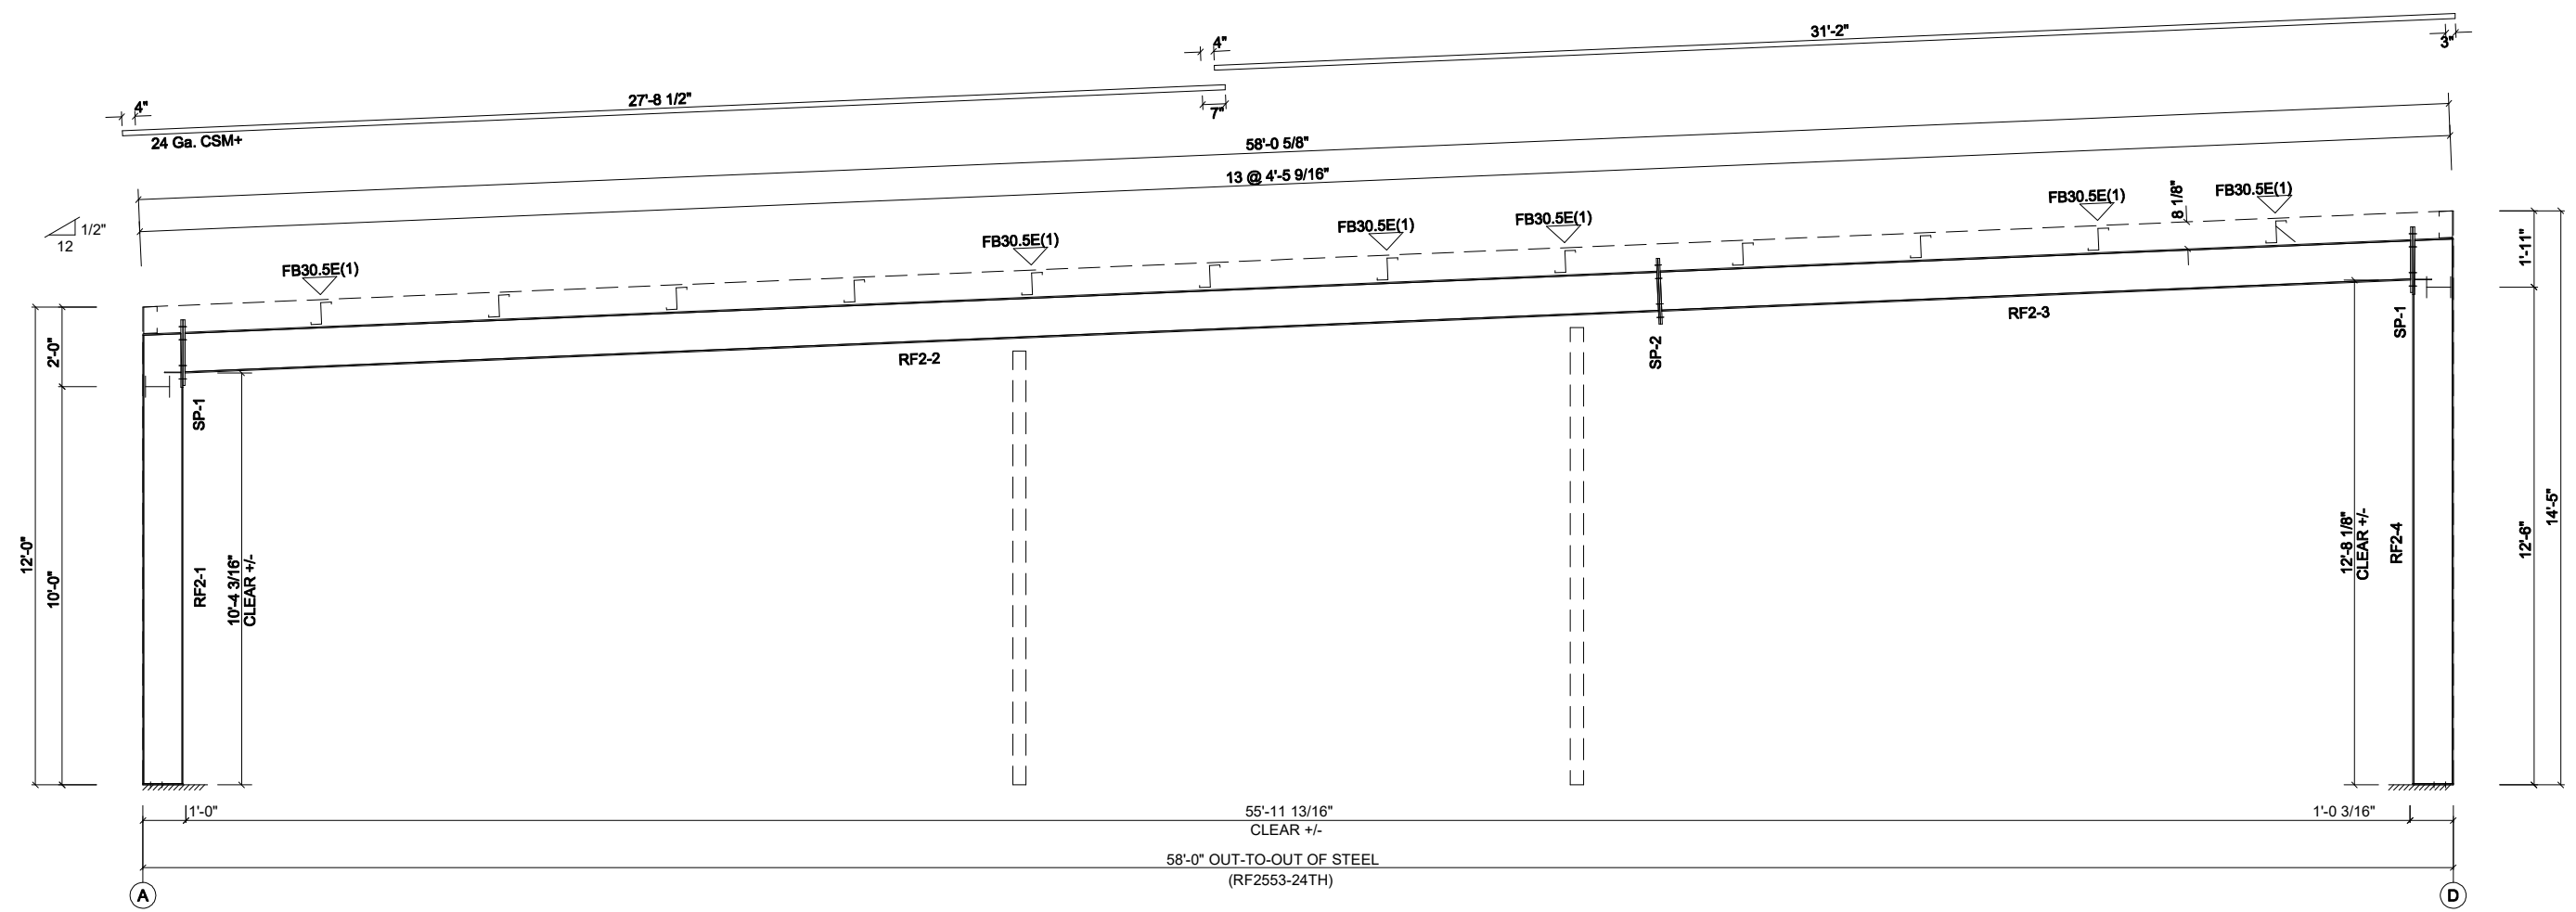 31'-2"
4"
3"
27'-8 1/2"
4"
7"
24 Ga. CSM+
58'-0 5/8"
13 @ 4'-5 9/16"
1/2"
12
FB30.5E(1)
FB30.5E(1)
FB30.5E(1)
FB30.5E(1)
FB30.5E(1)
FB30.5E(1)
8 1/8"
1'-11"
2'-0"
RF2-2
RF2-3
SP-1
SP-2
SP-1
12'-0"
10'-0"
RF2-1
10'-4 3/16"
CLEAR +/-
12'-8 1/8"
CLEAR +/-
RF2-4
12'-6"
14'-5"
1'-0"
55'-11 13/16"
CLEAR +/-
1'-0 3/16"
58'-0" OUT-TO-OUT OF STEEL
(RF2553-24TH)
A
D